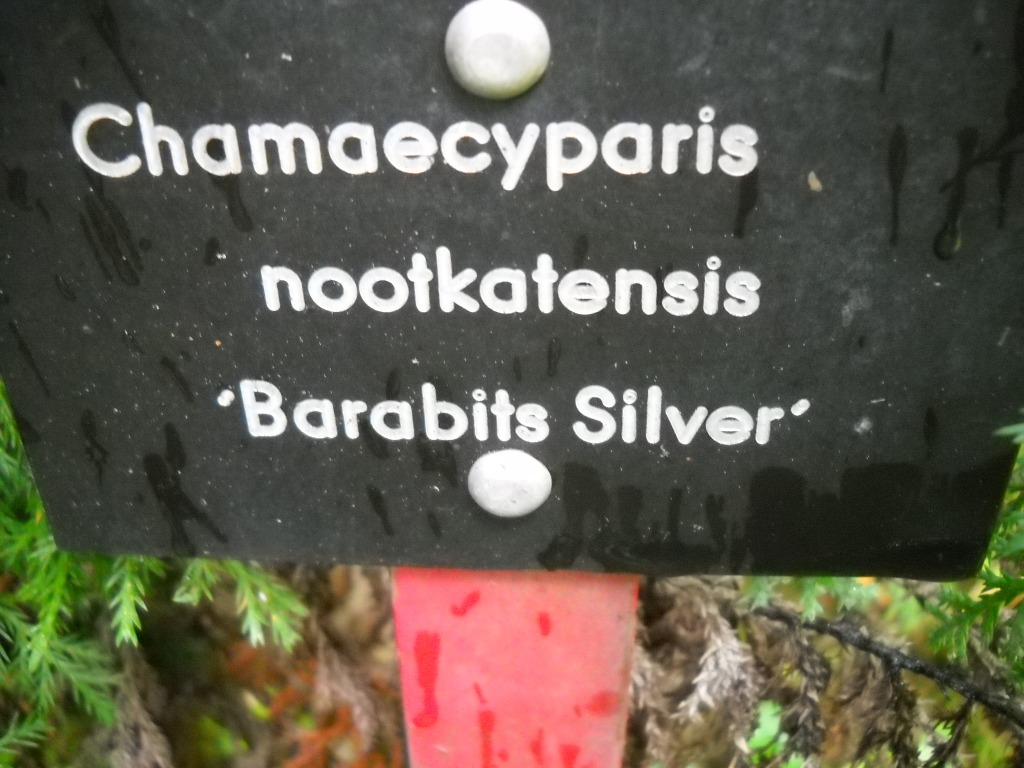 Chamaecyparis
nootkatensis
'Barabits Silver'